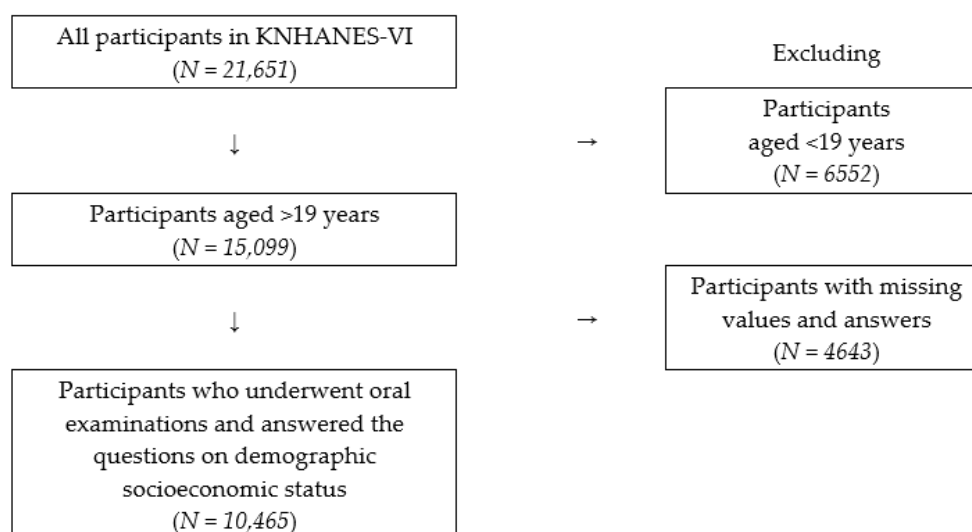 All participants in KNHANES-VI
(N = 21,651)
Excluding
Participants
aged <19 years
(N = 6552)
↓
→
Participants aged >19 years
(N = 15,099)
Participants with missing
values and answers
(N = 4643)
↓
→
Participants who underwent oral
examinations and answered the
questions on demographic
socioeconomic status
(N = 10,465)